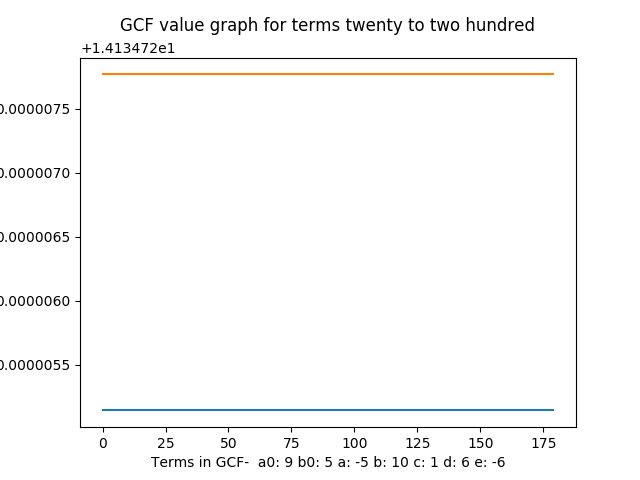 GCF value graph for terms twenty to two hundred
+1.413472e1
0.0000075
0.0000070
0.0000065
0.0000060
0.0000055
0 25 50 75 100 125 150 175
Terms in GCF-  a0: 9 b0: 5 a: -5 b: 10 c: 1 d: 6 e: -6